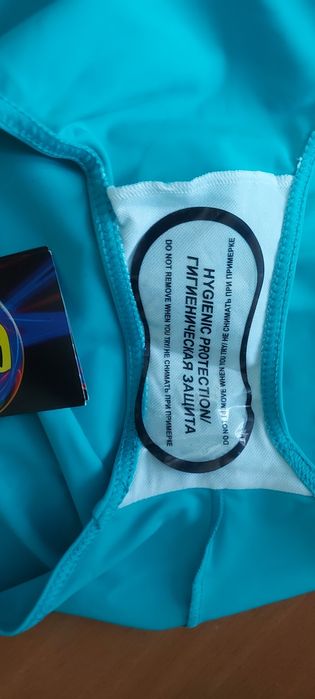 DO NOT REMOVE WHEN YOU TRY/ НЕ СНИМАТЬ ПРИ ПРИМЕРКЕ
HYGIENIC PROTECTION/
ГИГИЕНИЧЕСКАЯ ЗАЩИТА
DO NOT REMOVE WHEN YOU TRY/ НЕ СНИМАТЬ ПРИ ПРИМЕРКЕ